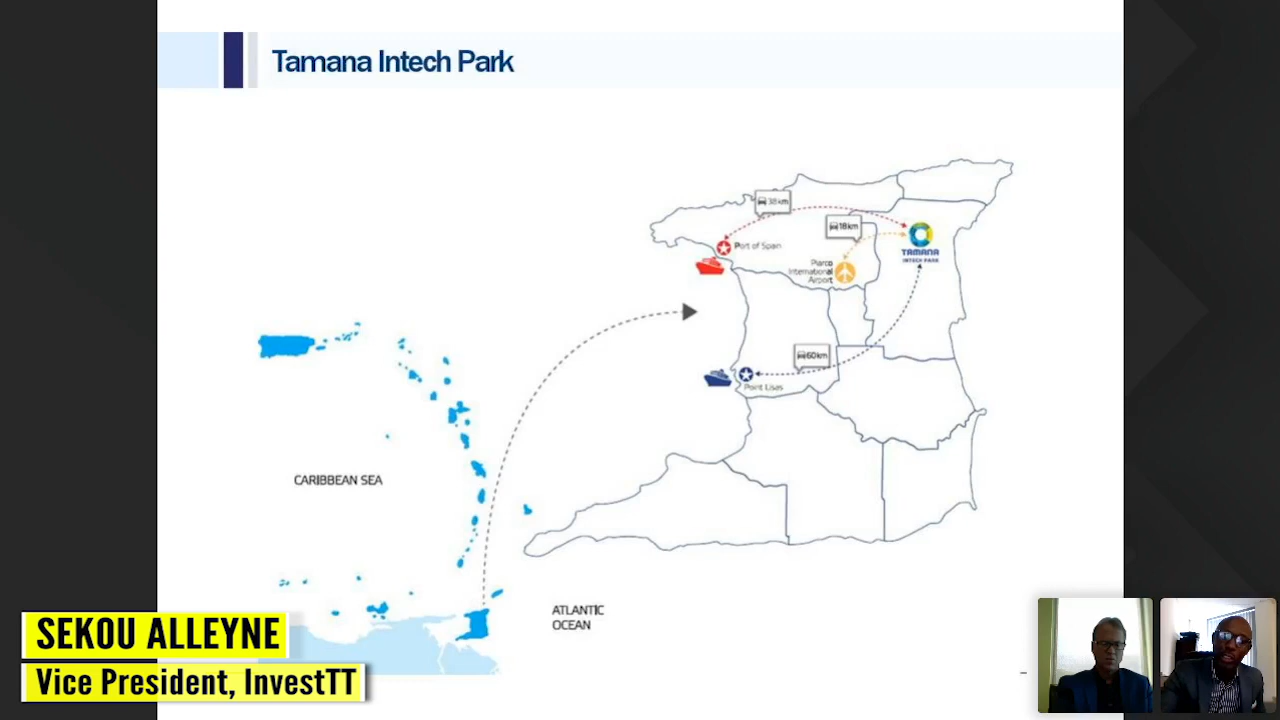 Tamana Intech Park
38km
18km
Port of Spain
TAMANA
INTECH PARK
Piarco
International
Airport
60km
Point Lisas
CARIBBEAN SEA
ATLANTIC
OCEAN
SEKOU ALLEYNE
Vice President, InvestTT